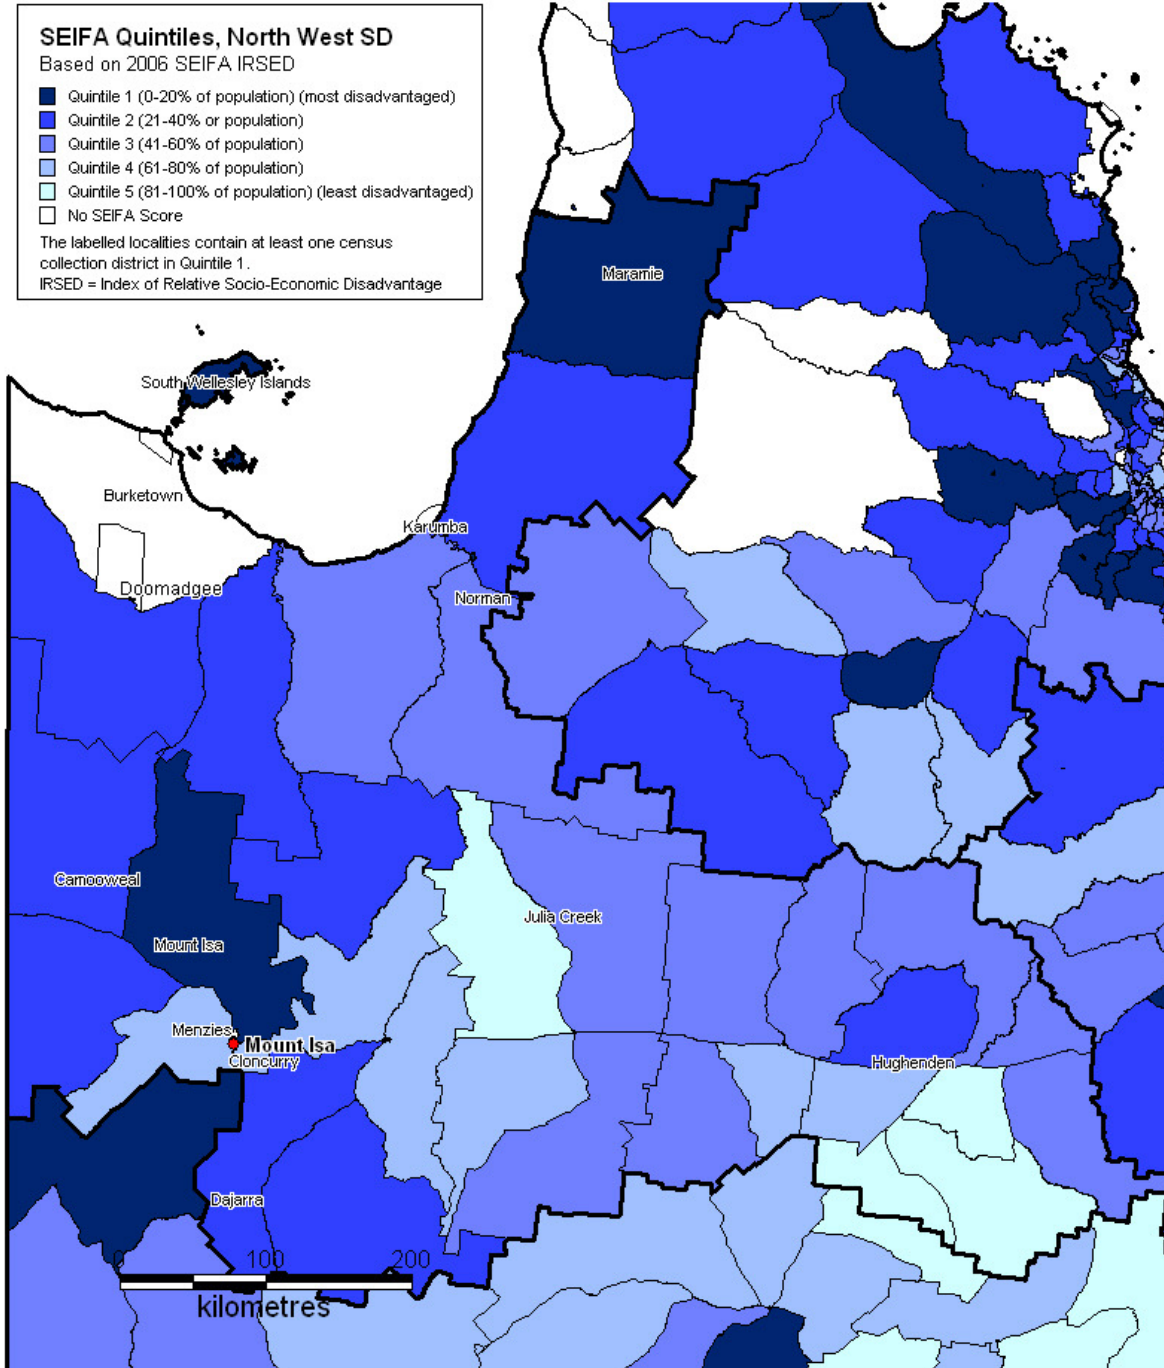 SEIFA Quintiles, North West SD
Based on 2006 SEIFA IRSED
Quintile 1 (0-20% of population) (most disadvantaged)
Quintile 2 (21-40% or population)
Quintile 3 (41-60% of population)
Quintile 4 (61-80% of population)
Quintile 5 (81-100% of population) (least disadvantaged)
No SEIFA Score
The labelled localities contain at least one census
collection district in Quintile 1.
IRSED = Index of Relative Socio-Economic Disadvantage
Maramie
South Wellesley Islands
Burketown
Karumba
Doomadgee
Norman
Camooweal
Julia Creek
Mount Isa
Menzies
Mount Isa
Cloncurry
Hughenden
Dajarra
0 100 200
kilometres